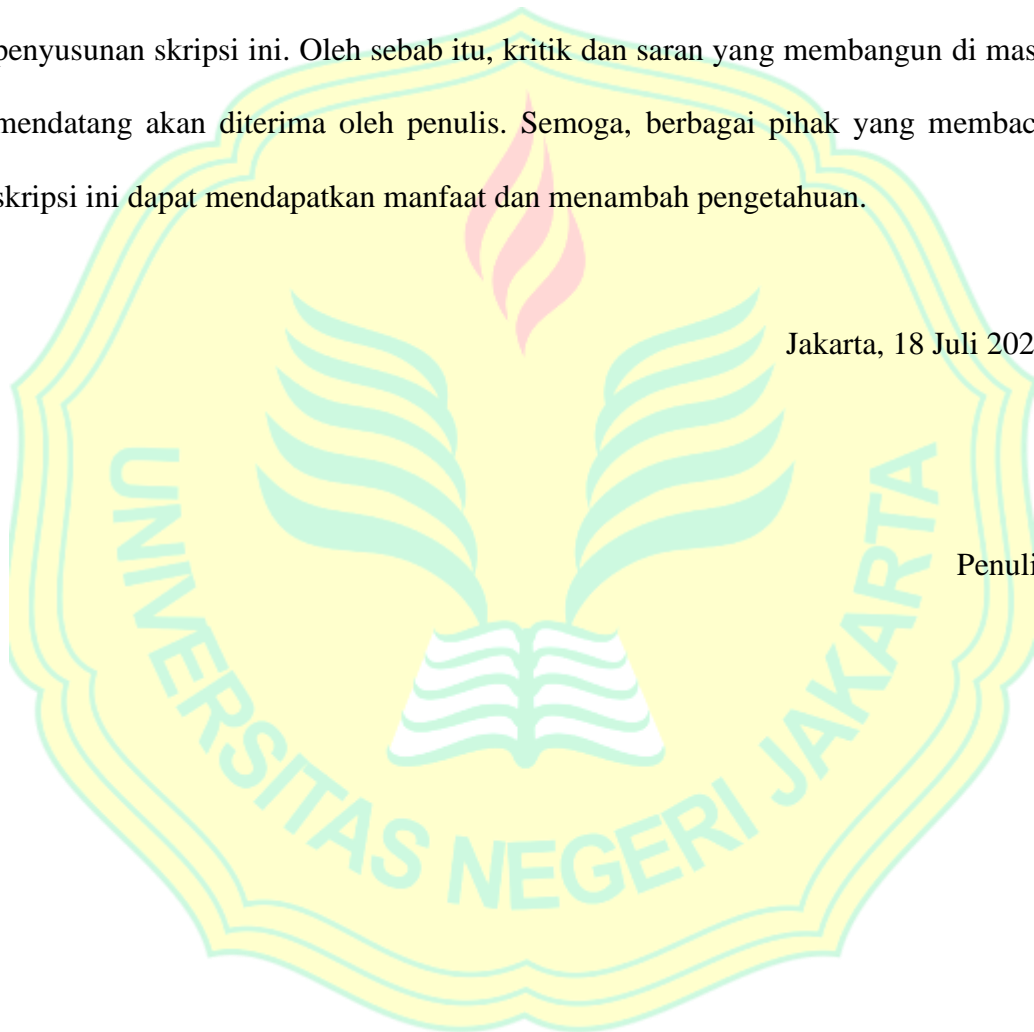 penyusunan skripsi ini. Oleh sebab itu, kritik dan saran yang membangun di mas
mendatang akan diterima oleh penulis. Semoga, berbagai pihak yang membac
skripsi ini dapat mendapatkan manfaat dan menambah pengetahuan.
Jakarta, 18 Juli 202
Penuli
UNIVERSITAS NEGERI JAKARTA